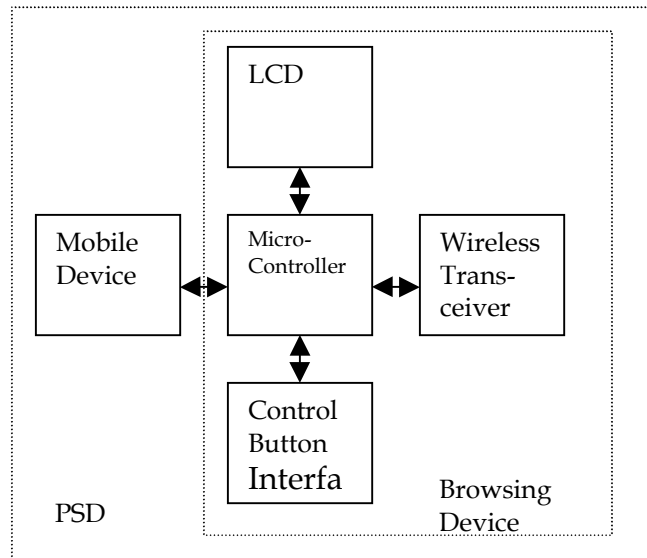 LCD
Mobile
Device
Micro-
Controller
Wireless
Trans-
ceiver
Control
Button
Interfa
PSD
Browsing
Device